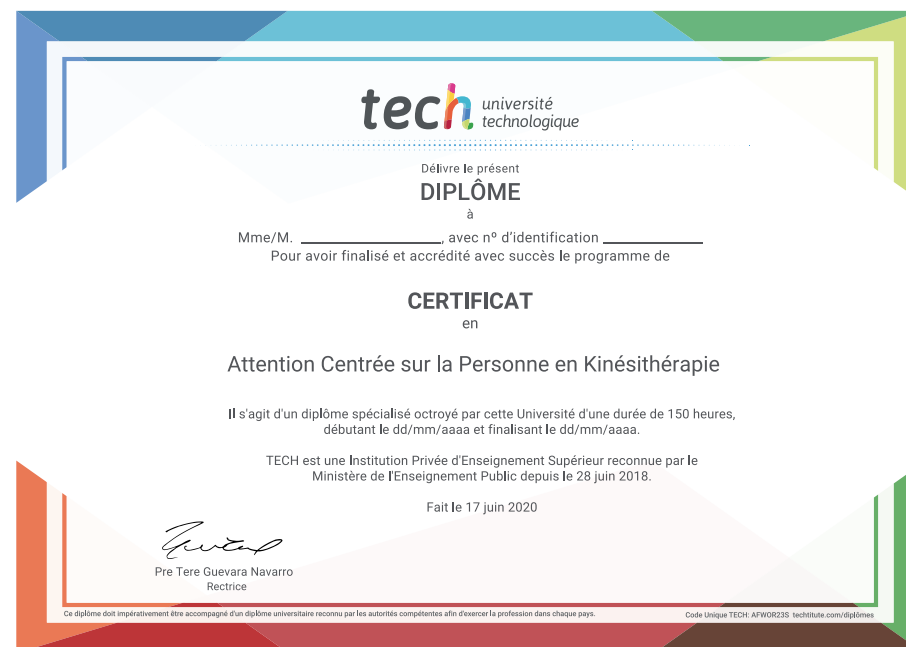 tech université
technologique
Délivre le présent
DIPLÔME
à
Mme/M. ____________________, avec nº d'identification ______________
Pour avoir finalisé et accrédité avec succès le programme de
CERTIFICAT
en
Attention Centrée sur la Personne en Kinésithérapie
Il s'agit d'un diplôme spécialisé octroyé par cette Université d'une durée de 150 heures,
débutant le dd/mm/aaaa et finalisant le dd/mm/aaaa.
TECH est une Institution Privée d'Enseignement Supérieur reconnue par le
Ministère de l'Enseignement Public depuis le 28 juin 2018.
Fait le 17 juin 2020
Pre Tere Guevara Navarro
Rectrice
Ce diplôme doit impérativement être accompagné d'un diplôme universitaire reconnu par les autorités compétentes afin d'exercer la profession dans chaque pays.
Code Unique TECH: AFWOR23S techtitute.com/diplômes